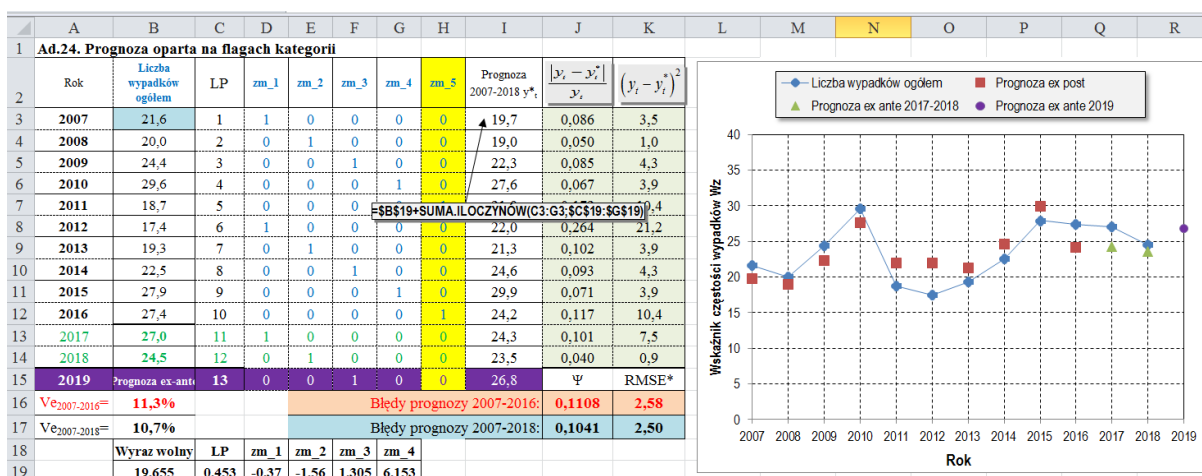 A B C D E F G H I J K L M N O P Q R
1 Ad.24. Prognoza oparta na flagach kategorii
2 Rok Liczba wypadków ogółem LP zm_1 zm_2 zm_3 zm_4 zm_5 Prognoza 2007-2018 y*t |yt − yt*| / yt (yt − yt*)²
3 2007 21,6 1 1 0 0 0 0 19,7 0,086 3,5
4 2008 20,0 2 0 1 0 0 0 19,0 0,050 1,0
5 2009 24,4 3 0 0 1 0 0 22,3 0,085 4,3
6 2010 29,6 4 0 0 0 1 0 27,6 0,067 3,9
7 2011 18,7 5 0 0 0 0
=$B$19+SUMA.ILOCZYNÓW(C3:G3;$C$19:$G$19)
8 2012 17,4 6 1 0 0 0 0 22,0 0,264 21,2
9 2013 19,3 7 0 1 0 0 0 21,3 0,102 3,9
10 2014 22,5 8 0 0 1 0 0 24,6 0,093 4,3
11 2015 27,9 9 0 0 0 1 0 29,9 0,071 3,9
12 2016 27,4 10 0 0 0 0 1 24,2 0,117 10,4
13 2017 27,0 11 1 0 0 0 0 24,3 0,101 7,5
14 2018 24,5 12 0 1 0 0 0 23,5 0,040 0,9
15 2019 Prognoza ex-ante 13 0 0 1 0 0 26,8 Ψ RMSE*
16 Ve2007-2016= 11,3% Błędy prognozy 2007-2016: 0,1108 2,58
17 Ve2007-2018= 10,7% Błędy prognozy 2007-2018: 0,1041 2,50
18 Wyraz wolny LP zm_1 zm_2 zm_3 zm_4
19 19,655 0,453 -0,37 -1,56 1,305 6,153
Liczba wypadków ogółem Prognoza ex post
Prognoza ex ante 2017-2018 Prognoza ex ante 2019
Wskaźnik częstości wypadków Wz
40
35
30
25
20
15
10
5
0
2007 2008 2009 2010 2011 2012 2013 2014 2015 2016 2017 2018 2019
Rok